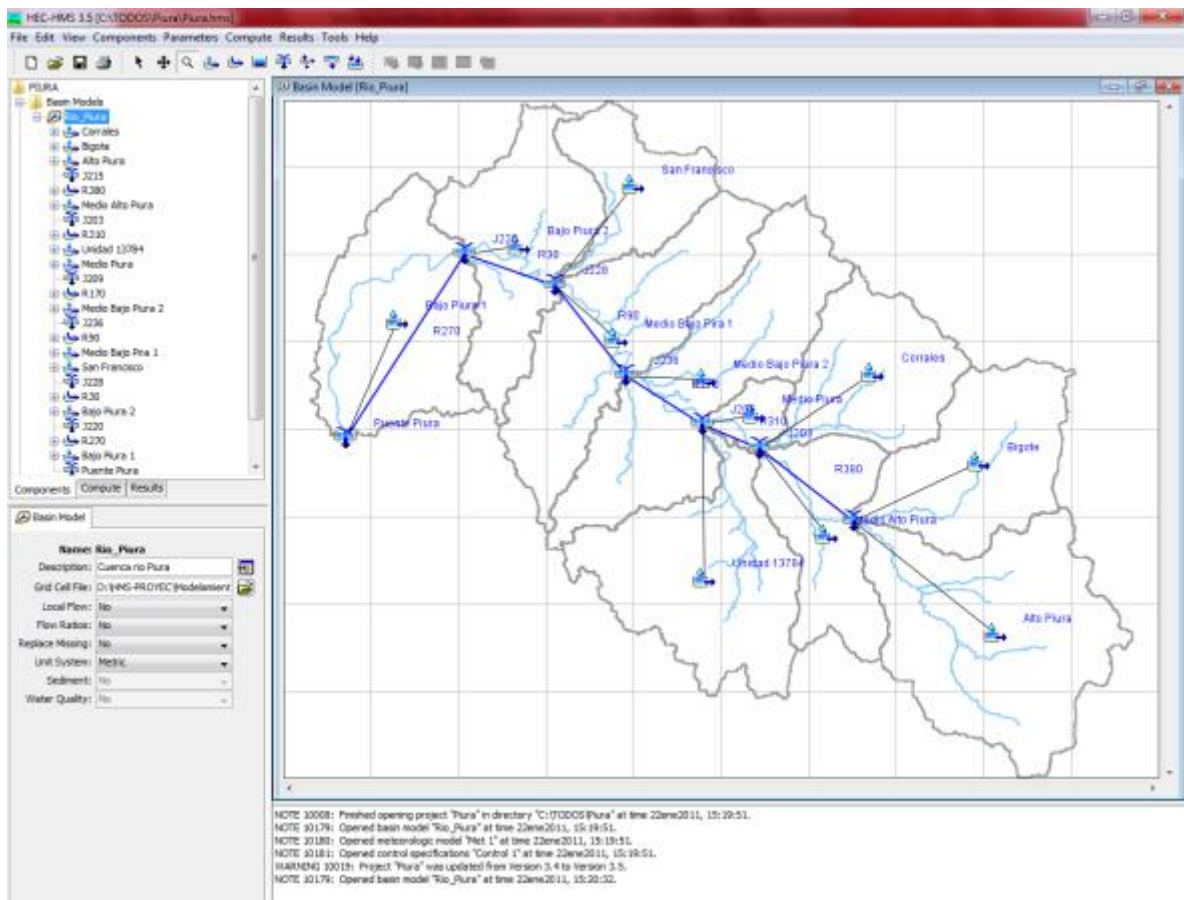 HEC-HMS 3.5 [C:\TODOS\Piura\Piura.hms]
File Edit View Components Parameters Compute Results Tools Help
PIURA
Basin Models
Rio_Piura
Corrales
Bigote
Alto Piura
J215
R380
Medio Alto Piura
J203
R310
Unidad 13784
Medio Piura
J209
R170
Medio Bajo Piura 2
J236
R90
Medio Bajo Pira 1
San Francisco
J228
R30
Bajo Piura 2
J220
R270
Bajo Piura 1
Puente Piura
Components Compute Results
Basin Model
Name: Rio_Piura
Description: Cuenca rio Piura
Grid Cell File: D:\HMS-PROYEC\Modelamient
Local Flow: No
Flow Ratios: No
Replace Missing: No
Unit System: Metric
Sediment: No
Water Quality: No
Basin Model [Rio_Piura]
San Francisco
Bajo Piura 2
J220
R30
J228
Bajo Piura 1
R270
R90
Medio Bajo Pira 1
J236
Medio Bajo Piura 2
Corrales
Medio Piura
R310
Puente Piura
Bigote
R380
Medio Alto Piura
Unidad 13784
Alto Piura
NOTE 10008: Finished opening project "Piura" in directory "C:\TODOS\Piura" at time 22ene2011, 15:19:51.
NOTE 10179: Opened basin model "Rio_Piura" at time 22ene2011, 15:19:51.
NOTE 10180: Opened meteorologic model "Met 1" at time 22ene2011, 15:19:51.
NOTE 10181: Opened control specifications "Control 1" at time 22ene2011, 15:19:51.
WARNING 10019: Project "Piura" was updated from Version 3.4 to Version 3.5.
NOTE 10179: Opened basin model "Rio_Piura" at time 22ene2011, 15:20:32.